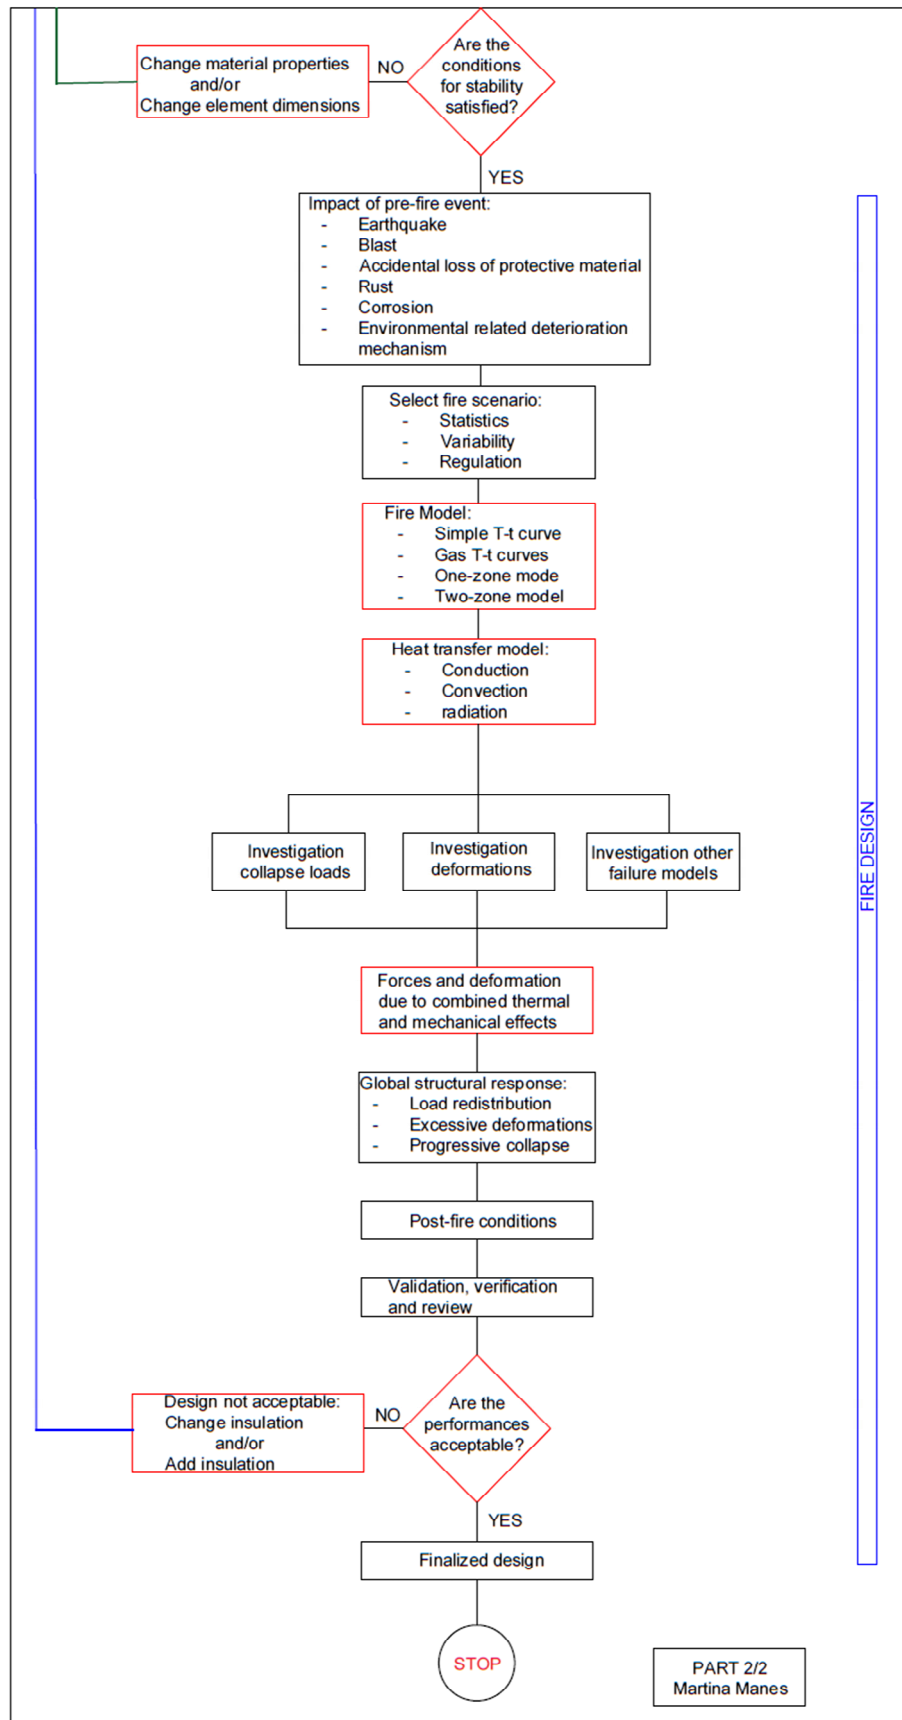 Are the
conditions
for stability
satisfied?
NO
Change material properties
and/or
Change element dimensions
YES
Impact of pre-fire event:
- Earthquake
- Blast
- Accidental loss of protective material
- Rust
- Corrosion
- Environmental related deterioration
mechanism
Select fire scenario:
- Statistics
- Variability
- Regulation
Fire Model:
- Simple T-t curve
- Gas T-t curves
- One-zone mode
- Two-zone model
Heat transfer model:
- Conduction
- Convection
- radiation
Investigation
collapse loads
Investigation
deformations
Investigation other
failure models
FIRE DESIGN
Forces and deformation
due to combined thermal
and mechanical effects
Global structural response:
- Load redistribution
- Excessive deformations
- Progressive collapse
Post-fire conditions
Validation, verification
and review
Are the
performances
acceptable?
NO
Design not acceptable:
Change insulation
and/or
Add insulation
YES
Finalized design
STOP
PART 2/2
Martina Manes